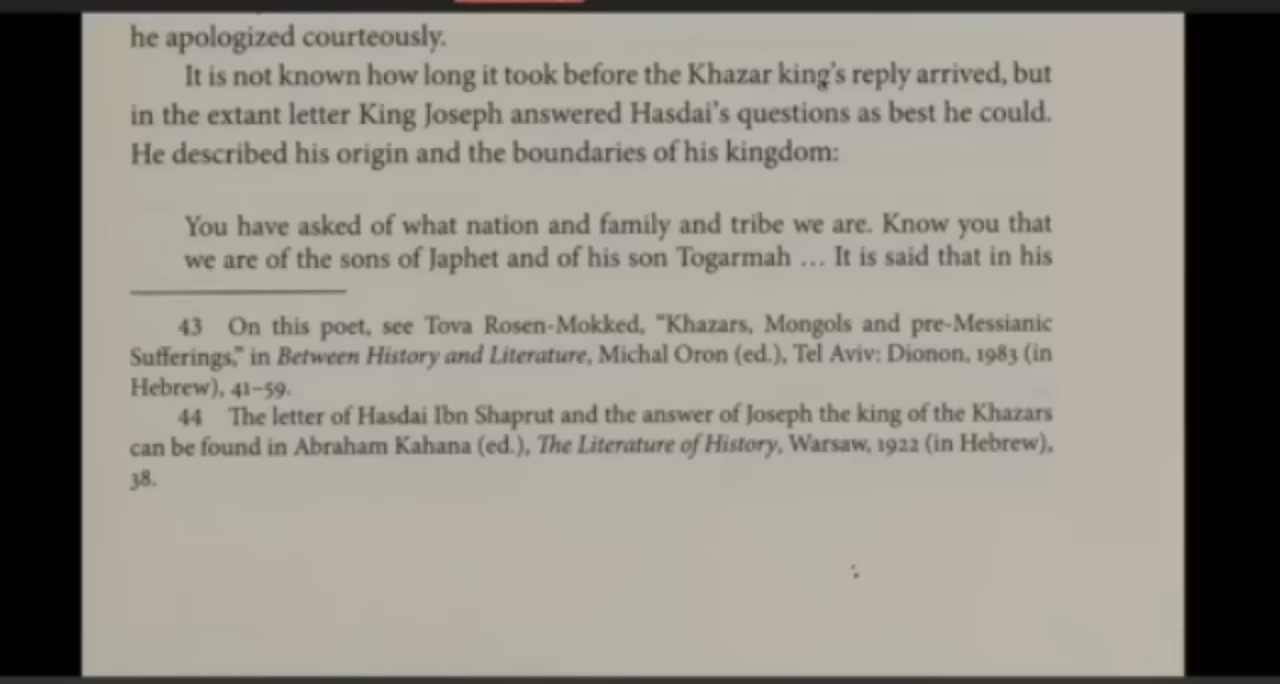 he apologized courteously.
It is not known how long it took before the Khazar king's reply arrived, but
in the extant letter King Joseph answered Hasdai's questions as best he could.
He described his origin and the boundaries of his kingdom:
You have asked of what nation and family and tribe we are. Know you that
we are of the sons of Japhet and of his son Togarmah … It is said that in his
43 On this poet, see Tova Rosen-Mokked, "Khazars, Mongols and pre-Messianic
Sufferings," in Between History and Literature, Michal Oron (ed.), Tel Aviv: Dionon, 1983 (in
Hebrew), 41–59.
44 The letter of Hasdai Ibn Shaprut and the answer of Joseph the king of the Khazars
can be found in Abraham Kahana (ed.), The Literature of History, Warsaw, 1922 (in Hebrew),
38.